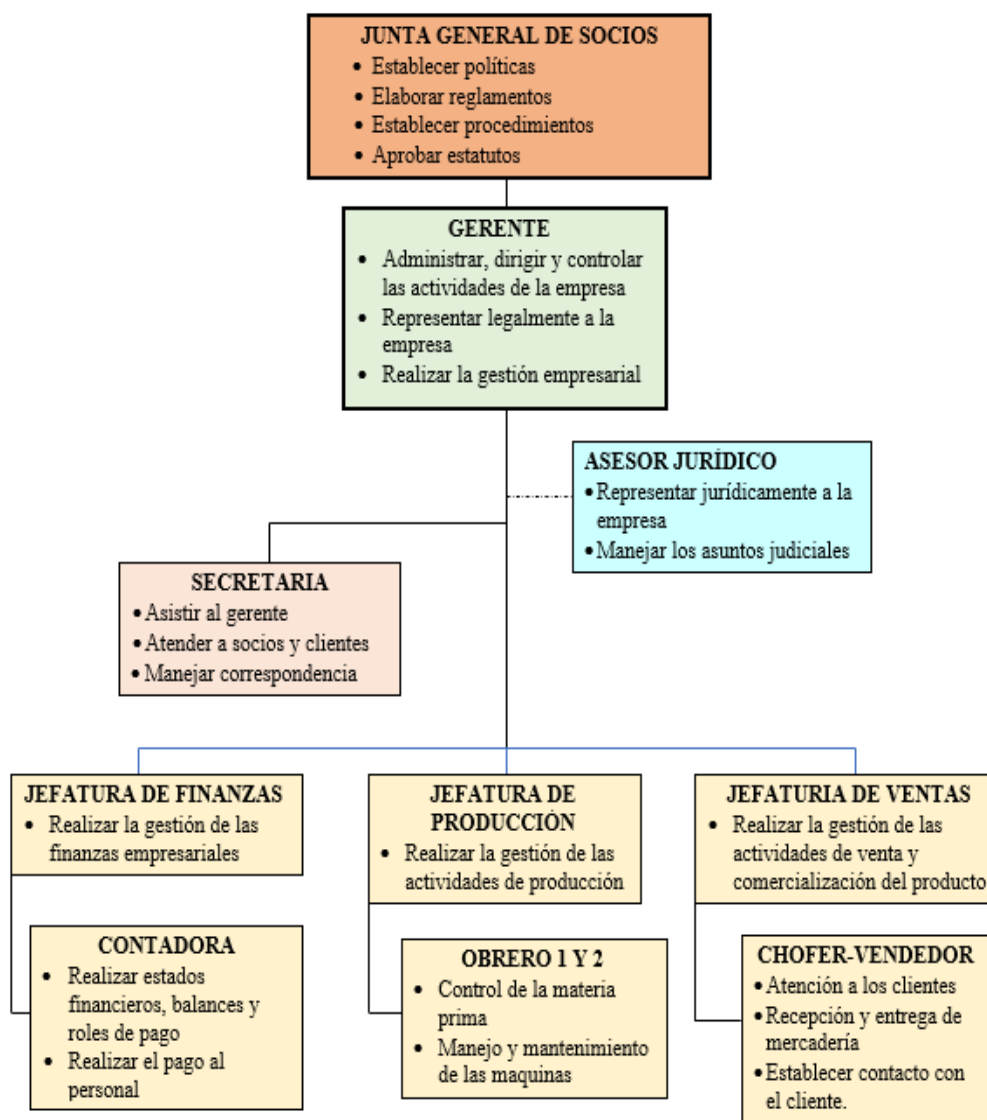 JUNTA GENERAL DE SOCIOS
• Establecer políticas
• Elaborar reglamentos
• Establecer procedimientos
• Aprobar estatutos
GERENTE
• Administrar, dirigir y controlar
las actividades de la empresa
• Representar legalmente a la
empresa
• Realizar la gestión empresarial
ASESOR JURÍDICO
• Representar jurídicamente a la
empresa
• Manejar los asuntos judiciales
SECRETARIA
• Asistir al gerente
• Atender a socios y clientes
• Manejar correspondencia
JEFATURA DE FINANZAS
• Realizar la gestión de las
finanzas empresariales
JEFATURA DE
PRODUCCIÓN
• Realizar la gestión de las
actividades de producción
JEFATURIA DE VENTAS
• Realizar la gestión de las
actividades de venta y
comercialización del producto
CONTADORA
• Realizar estados
financieros, balances y
roles de pago
• Realizar el pago al
personal
OBRERO 1 Y 2
• Control de la materia
prima
• Manejo y mantenimiento
de las maquinas
CHOFER-VENDEDOR
• Atención a los clientes
• Recepción y entrega de
mercadería
• Establecer contacto con
el cliente.